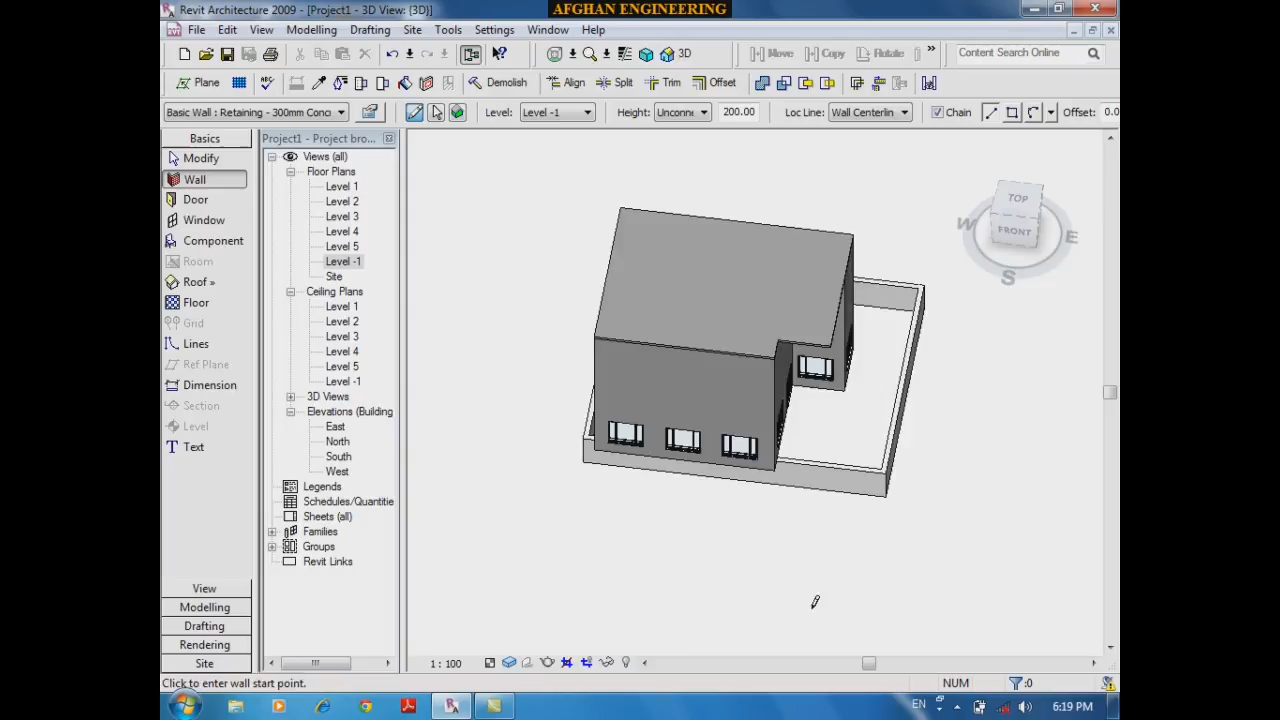 Revit Architecture 2009 - [Project1 - 3D View: {3D}]
AFGHAN ENGINEERING
File Edit View Modelling Drafting Site Tools Settings Window Help
3D Move Copy Rotate » Content Search Online
Plane Demolish Align Split Trim Offset
Basic Wall : Retaining - 300mm Conc Level: Level -1 Height: Unconn 200.00 Loc Line: Wall Centerlin Chain Offset: 0.0
Basics
Modify
Wall
Door
Window
Component
Room
Roof »
Floor
Grid
Lines
Ref Plane
Dimension
Section
Level
Text
View
Modelling
Drafting
Rendering
Site
Project1 - Project bro...
Views (all)
Floor Plans
Level 1
Level 2
Level 3
Level 4
Level 5
Level -1
Site
Ceiling Plans
Level 1
Level 2
Level 3
Level 4
Level 5
Level -1
3D Views
Elevations (Building
East
North
South
West
Legends
Schedules/Quantitie
Sheets (all)
Families
Groups
Revit Links
TOP
FRONT
W
E
S
1 : 100
Click to enter wall start point.
NUM
:0
EN
6:19 PM